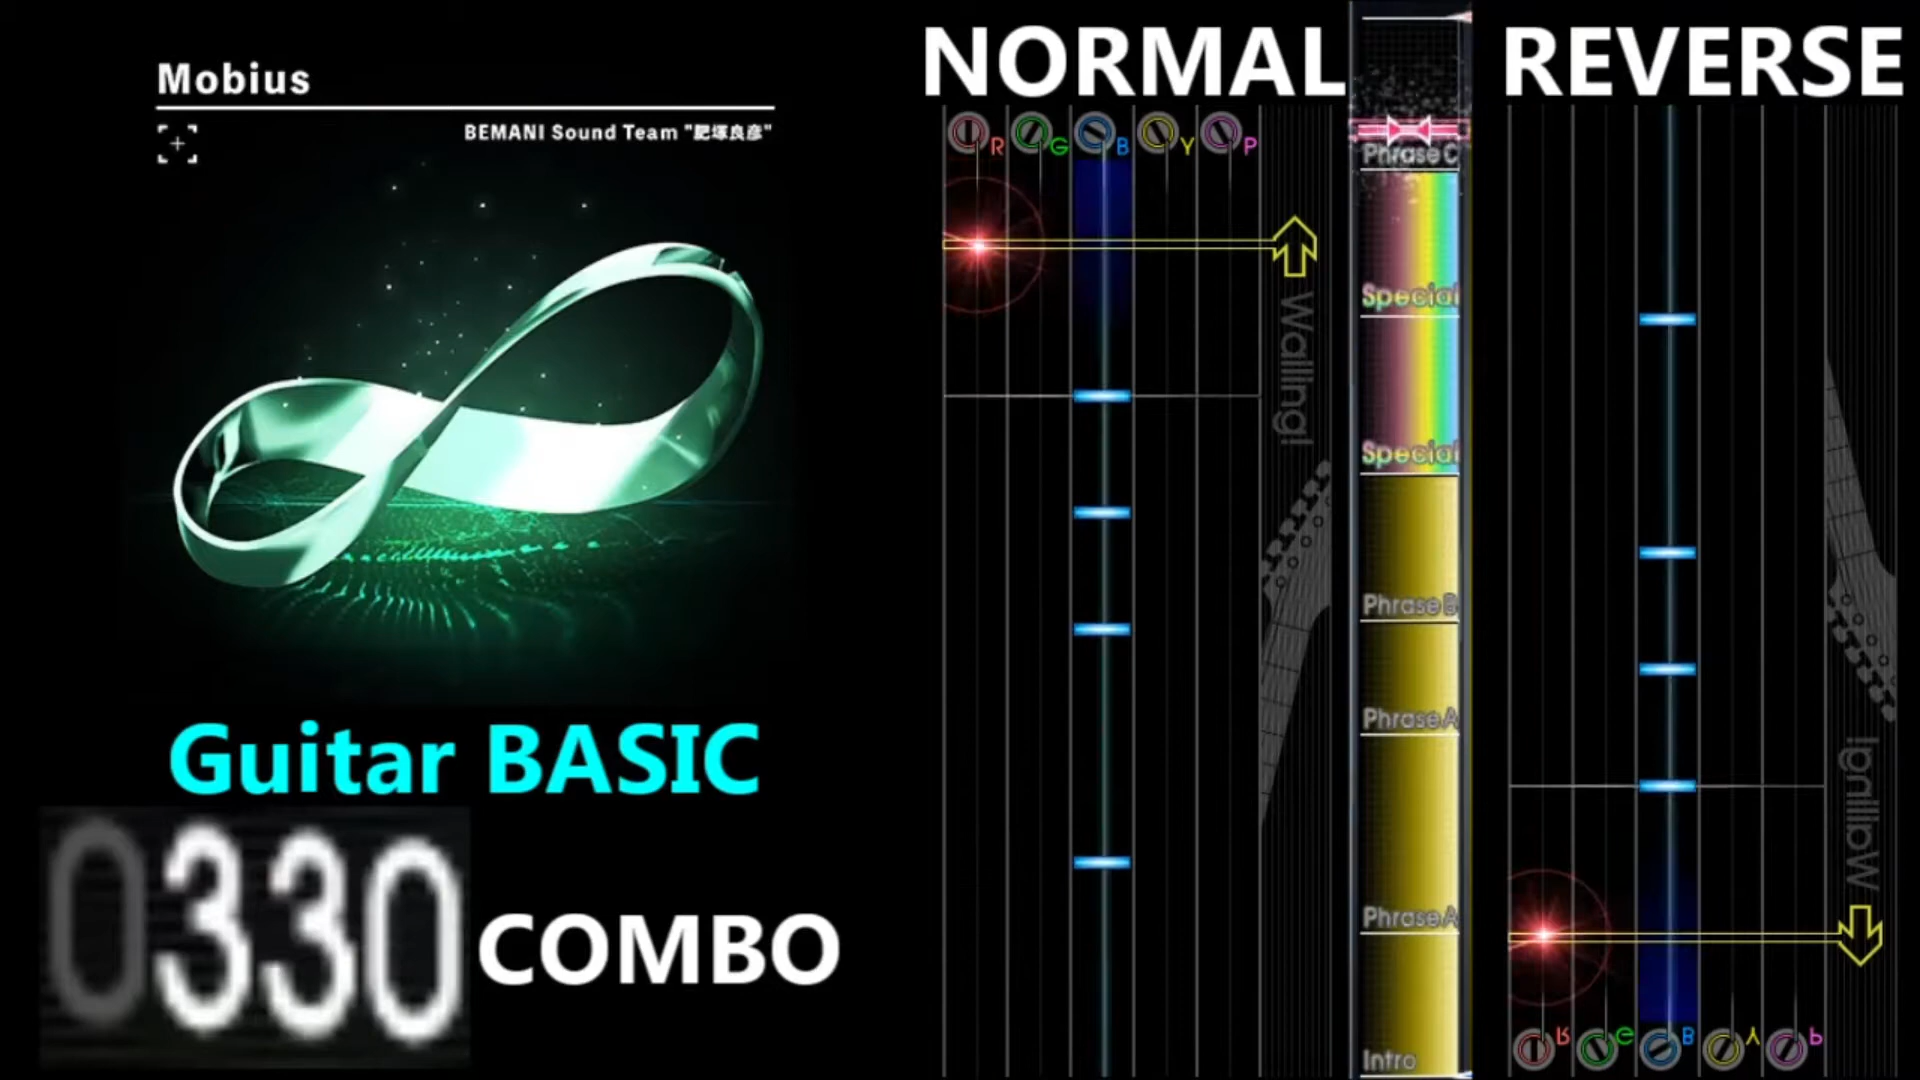 Mobius
BEMANI Sound Team "肥塚良彦"
Guitar BASIC
0330 COMBO
NORMAL
R G B Y P
Wailing!
Phrase C
Special
Special
Phrase B
Phrase A
Phrase A
Intro
REVERSE
Wailing!
R G B Y P